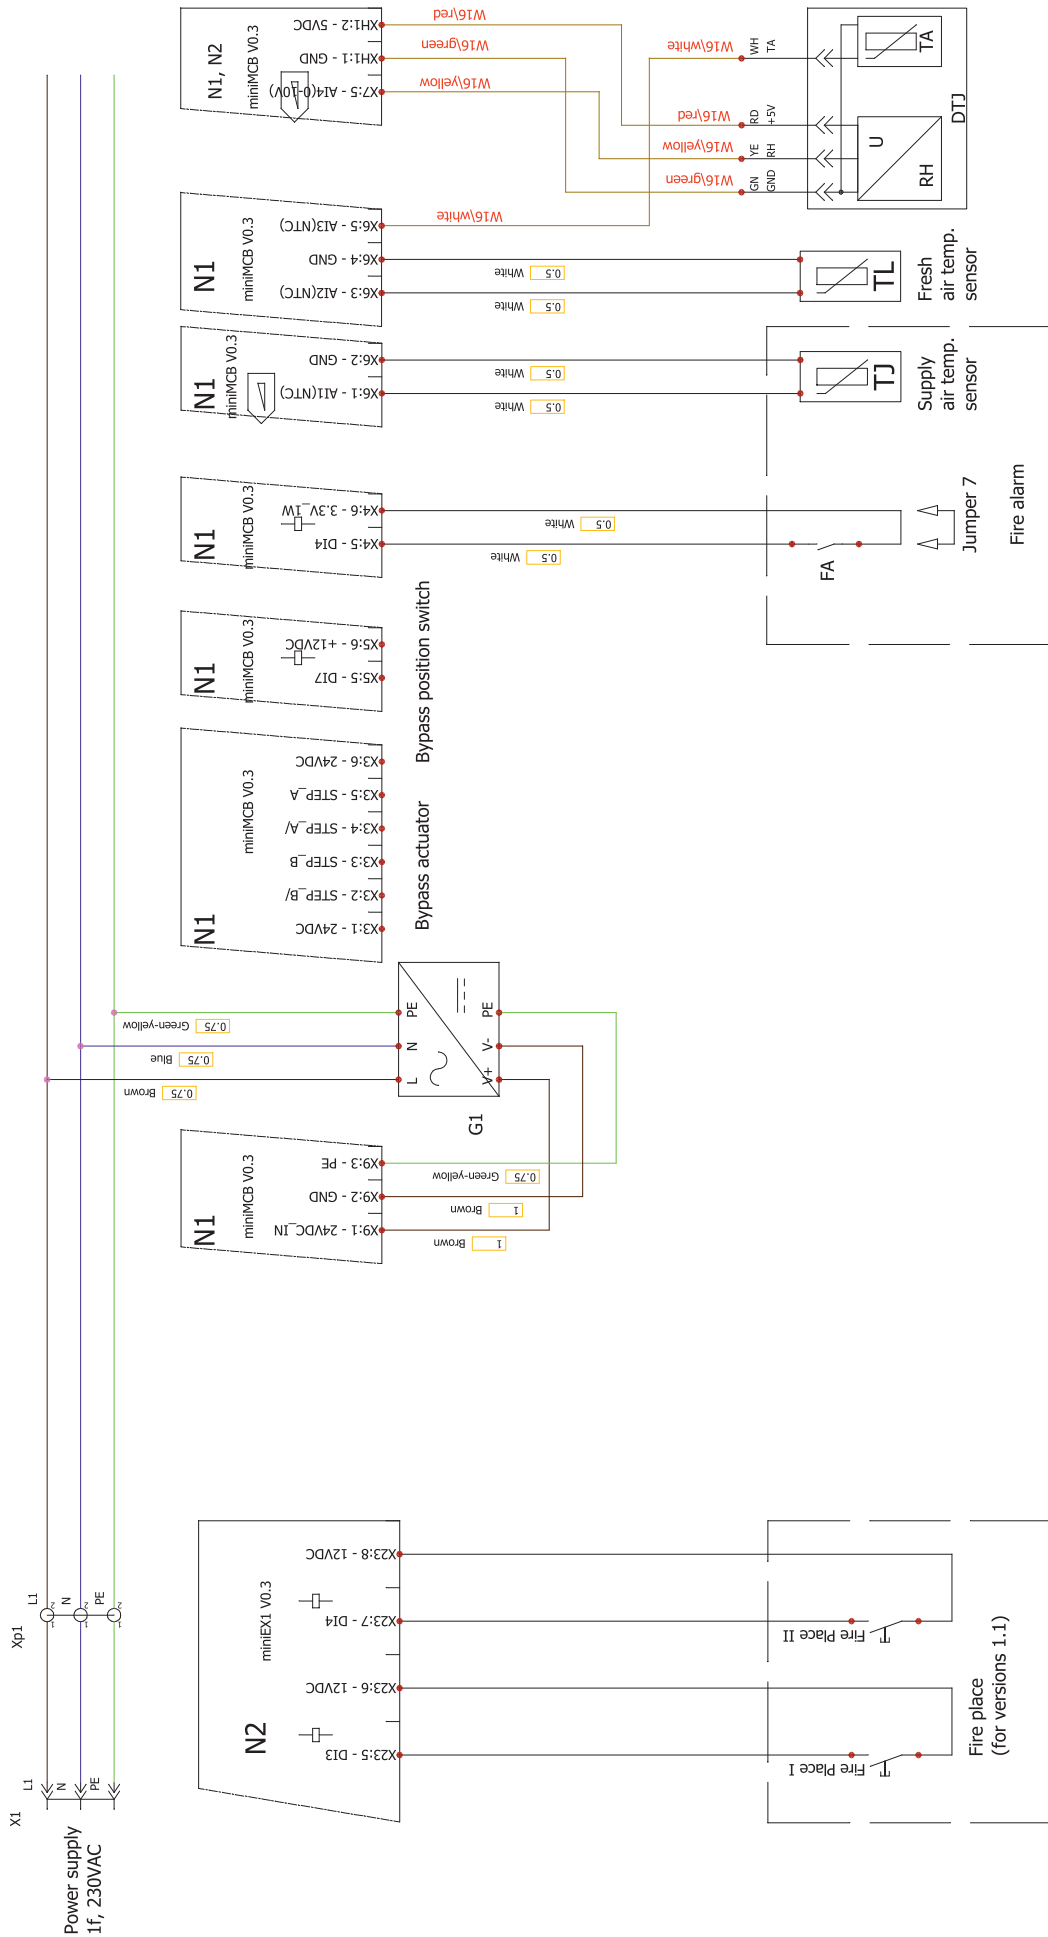 N1, N2
miniMCB V0.3
XH1:2 5VDC
XH1:1 - GND
X7:5 - AI4(0-10V)
W16\red
W16\green
W16\yellow
W16\white
WH
TA
W16\red
RD
+5V
W16\yellow
YE
RH
W16\green
GN
GND
TA
U
RH
DTJ
N1
miniMCB V0.3
X6:5 - AI3(NTC)
X6:4 - GND
X6:3 - AI2(NTC)
W16\white
White 0.5
White 0.5
TL
Fresh
air temp.
sensor
N1
miniMCB V0.3
X6:2 - GND
X6:1 - AI1(NTC)
White 0.5
White 0.5
TJ
Supply
air temp.
sensor
N1
miniMCB V0.3
X4:6 - 3.3V_1W
X4:5 - DI4
White 0.5
White 0.5
FA
Jumper 7
Fire alarm
N1
miniMCB V0.3
X5:6 - +12VDC
X5:5 - DI7
Bypass position switch
N1
miniMCB V0.3
X3:6 - 24VDC
X3:5 - STEP_A
X3:4 - STEP_A/
X3:3 - STEP_B
X3:2 - STEP_B/
X3:1 - 24VDC
Bypass actuator
Green-yellow 0.75
Blue 0.75
Brown 0.75
PE
N
L
PE
V-
V+
G1
N1
miniMCB V0.3
X9:3 - PE
X9:2 - GND
X9:1 - 24VDC_IN
Green-yellow 0.75
Brown 1
Brown 1
N2
miniEX1 V0.3
X23:8 - 12VDC
X23:7 - DI4
X23:6 - 12VDC
X23:5 - DI3
Fire Place II
Fire Place I
Fire place
(for versions 1.1)
Xp1
L1
N
PE
2
1
2
1
2
1
X1
L1
N
PE
Power supply
1f, 230VAC